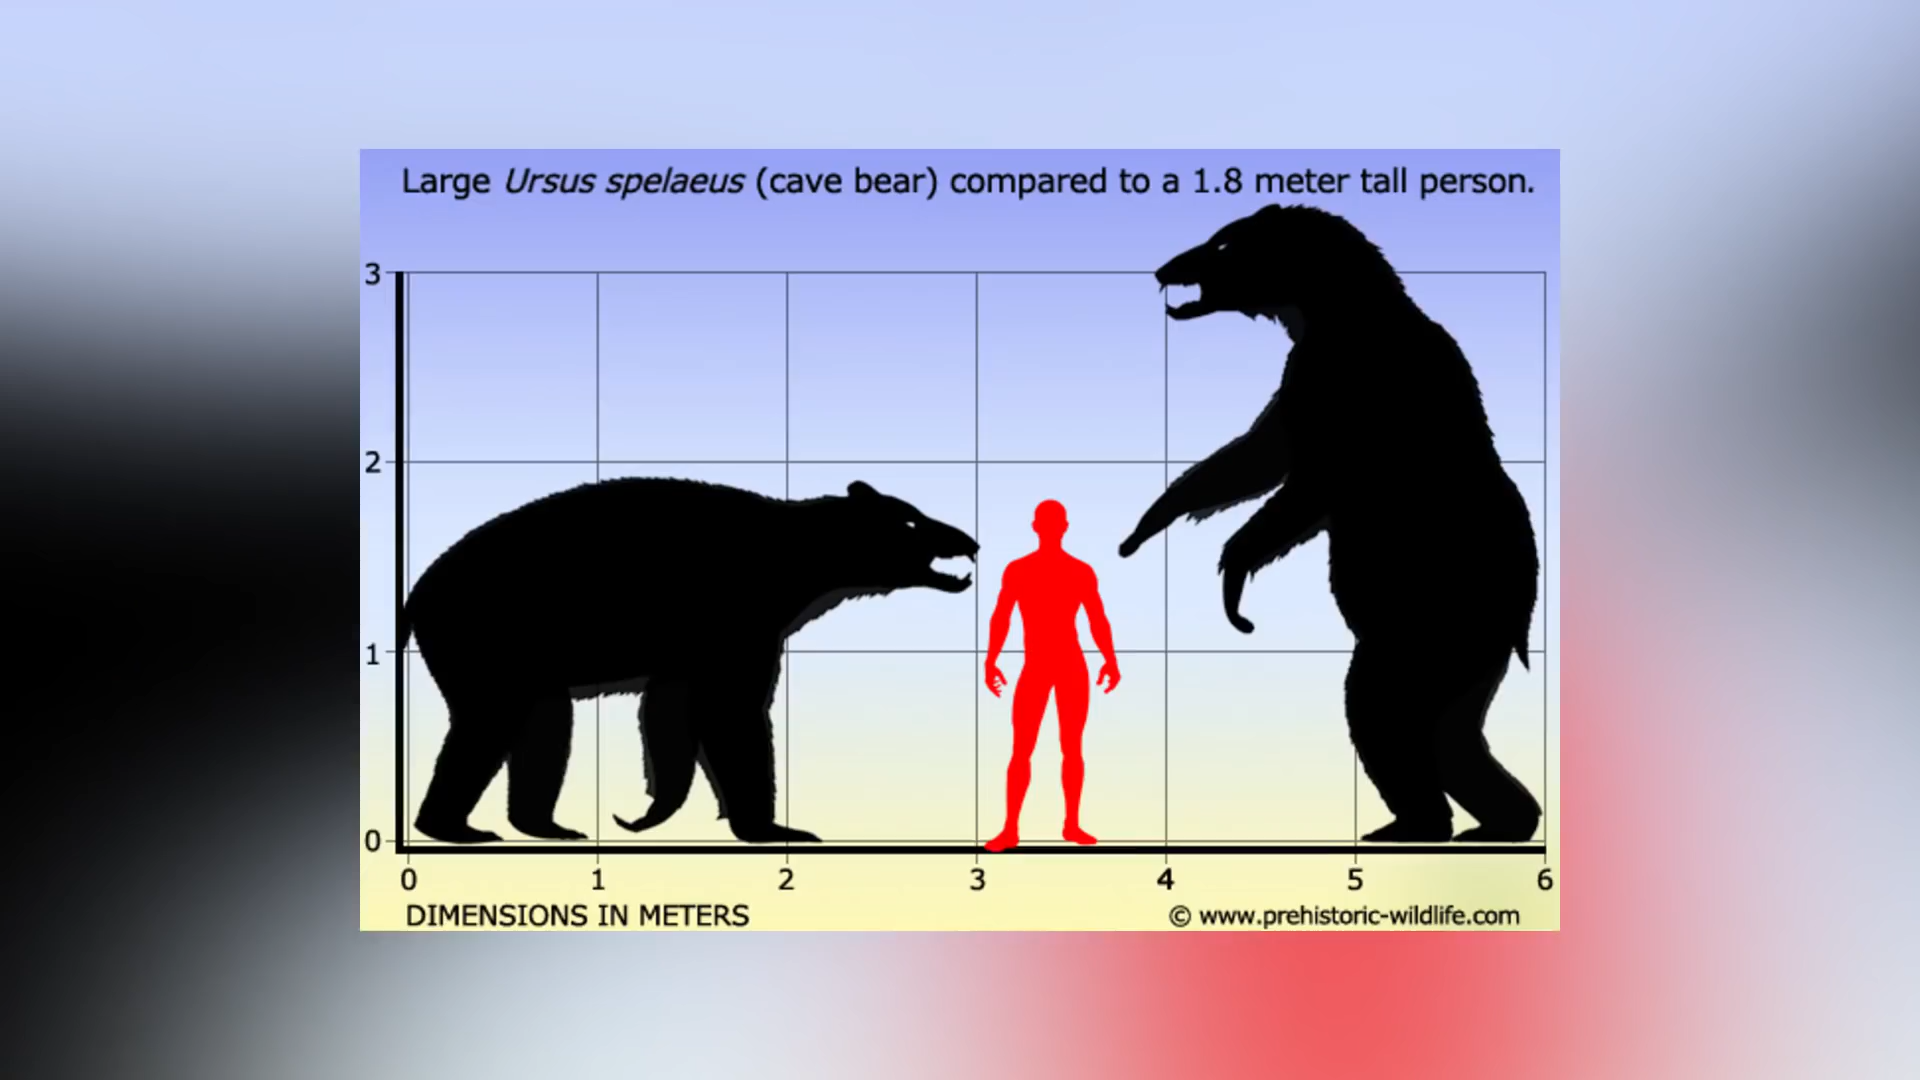 Large Ursus spelaeus (cave bear) compared to a 1.8 meter tall person.
3
2
1
0
0 1 2 3 4 5 6
DIMENSIONS IN METERS
© www.prehistoric-wildlife.com